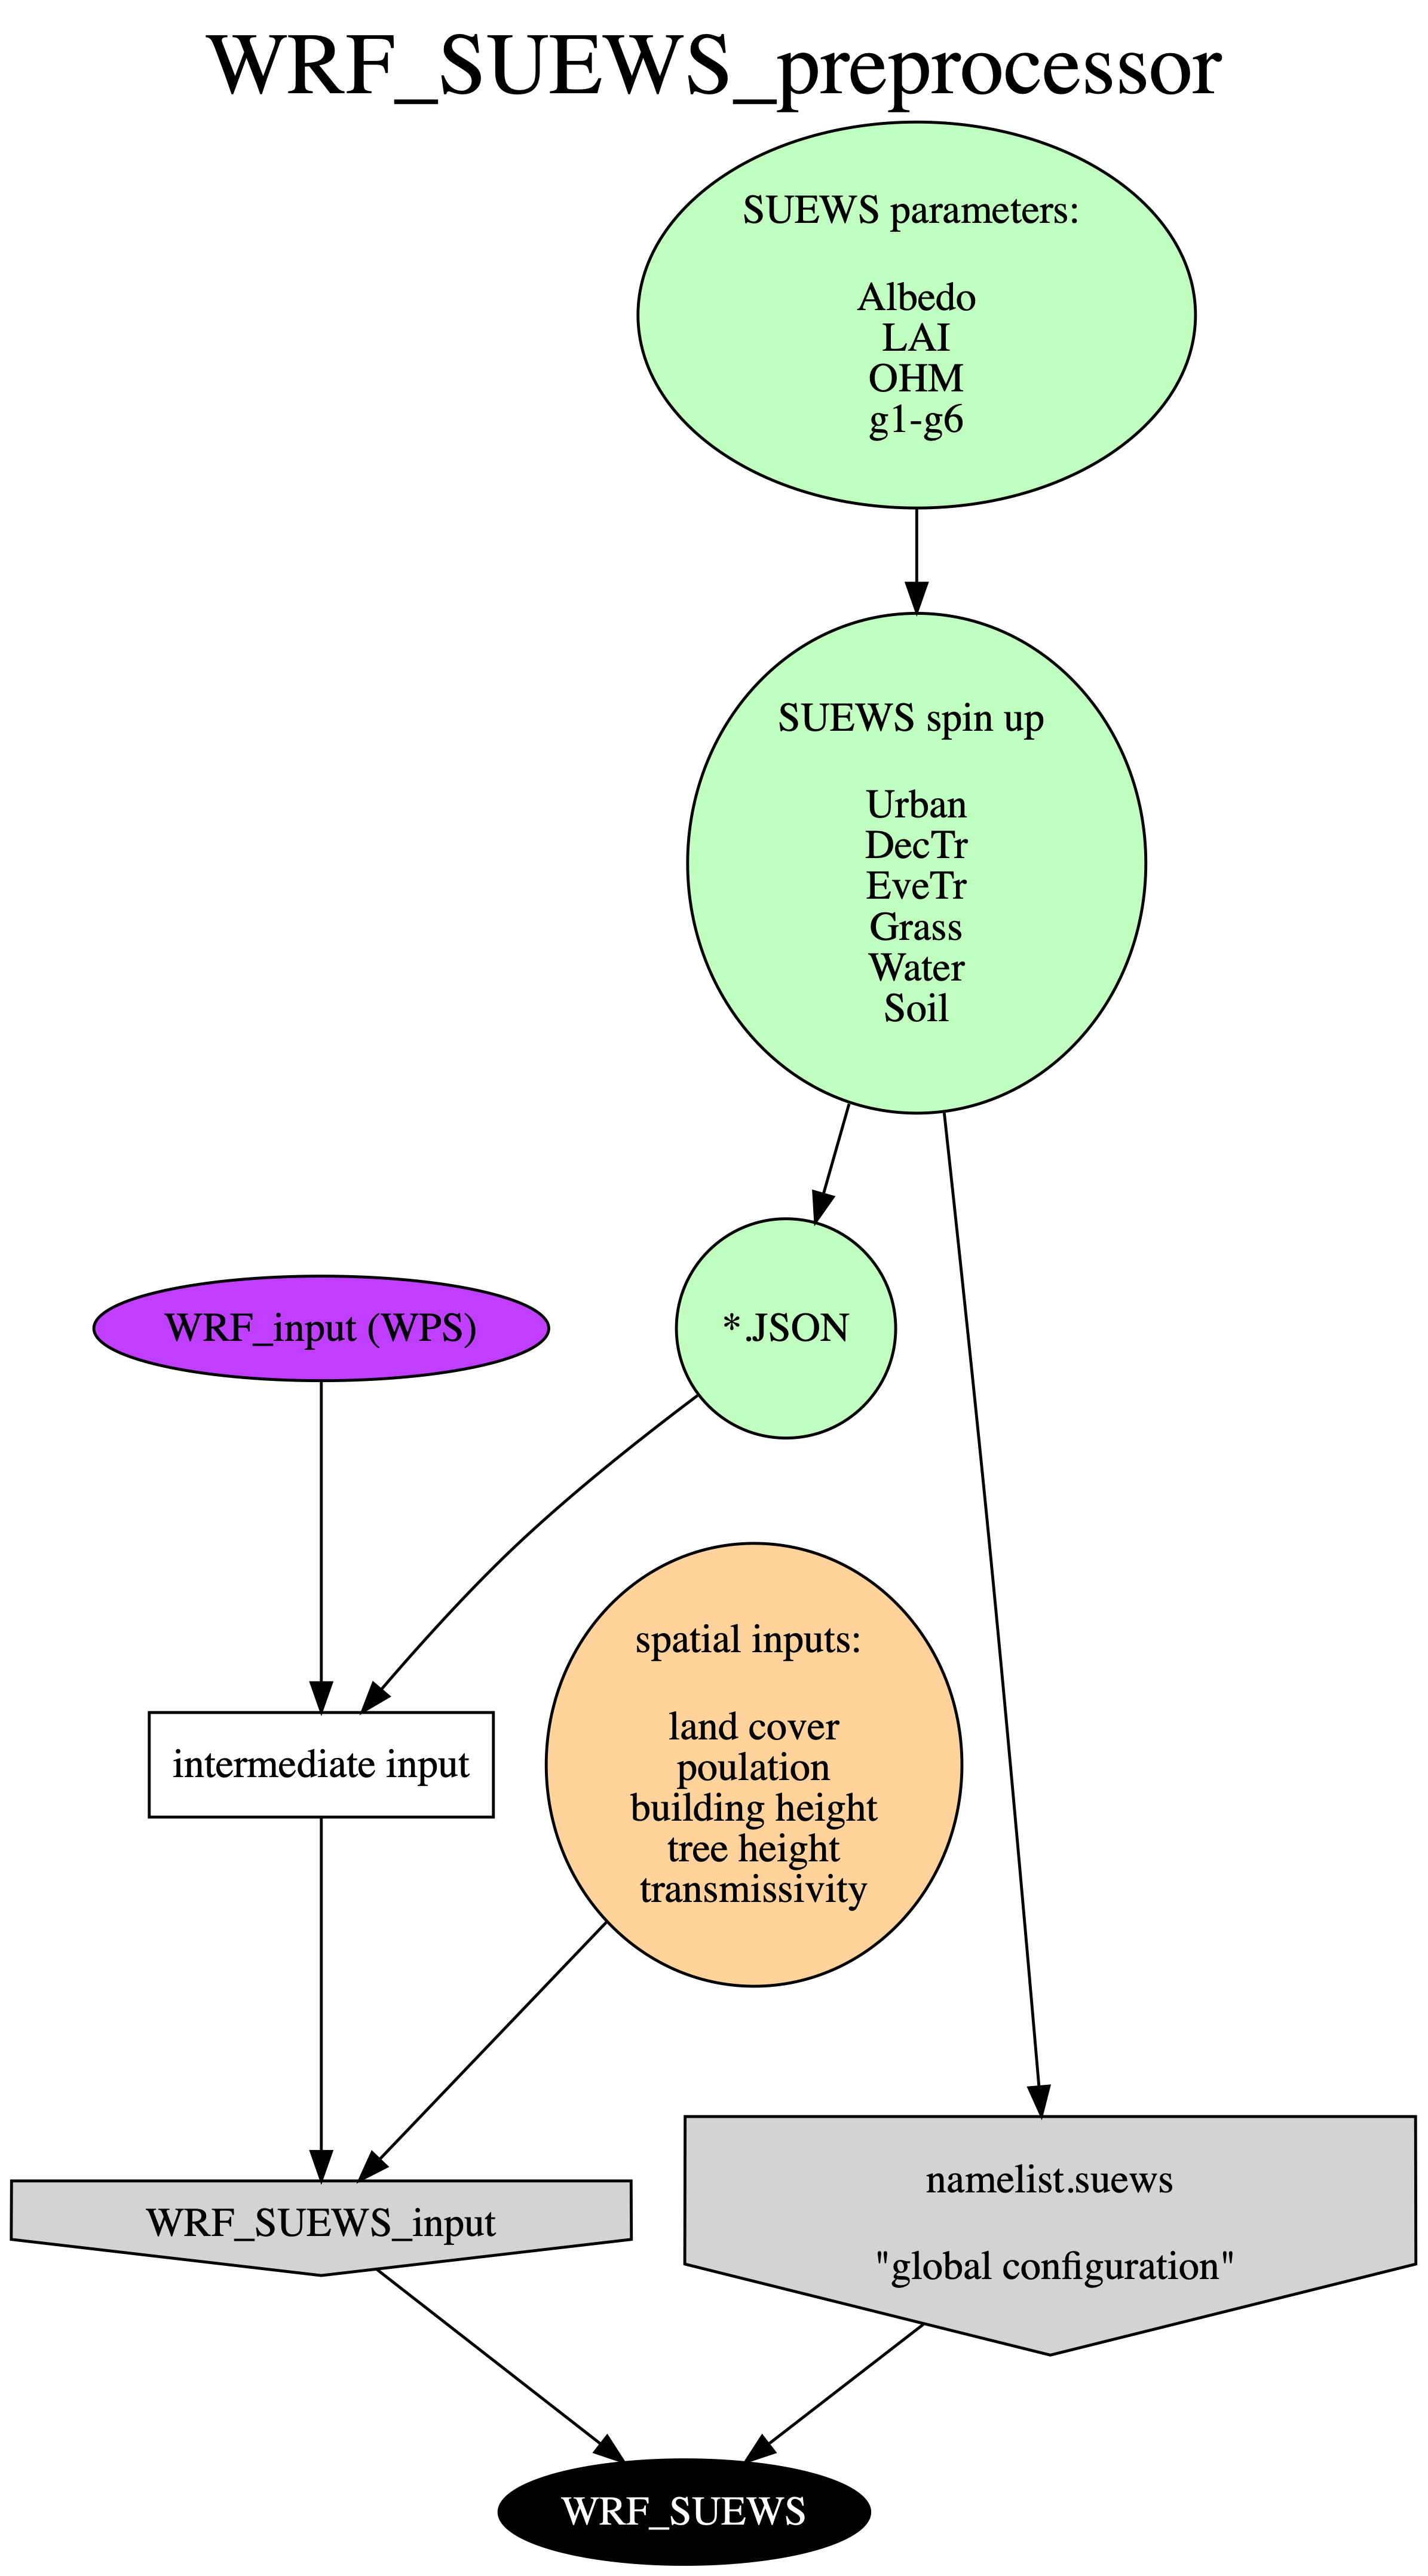 WRF_SUEWS_preprocessor
SUEWS parameters:
Albedo
LAI
OHM
g1-g6
SUEWS spin up
Urban
DecTr
EveTr
Grass
Water
Soil
WRF_input (WPS)
*.JSON
spatial inputs:
land cover
poulation
building height
tree height
transmissivity
intermediate input
namelist.suews
"global configuration"
WRF_SUEWS_input
WRF_SUEWS